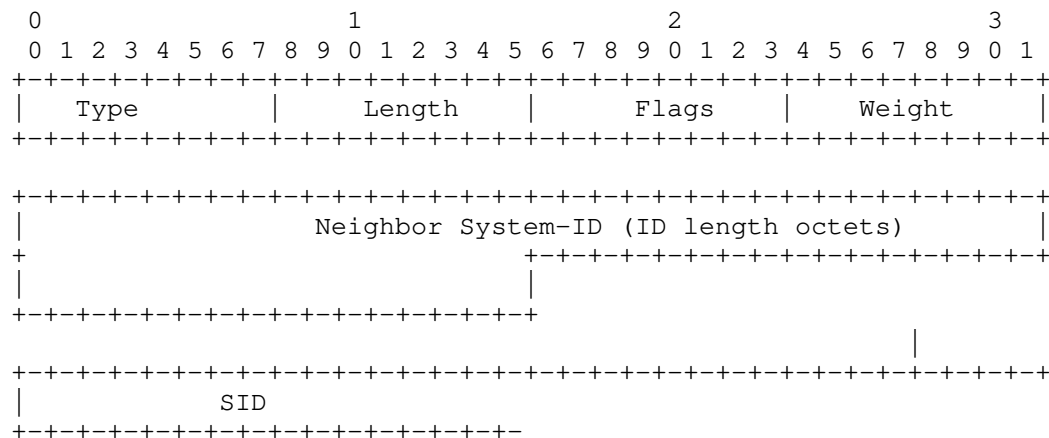 0                   1                   2                   3
 0 1 2 3 4 5 6 7 8 9 0 1 2 3 4 5 6 7 8 9 0 1 2 3 4 5 6 7 8 9 0 1
+-+-+-+-+-+-+-+-+-+-+-+-+-+-+-+-+-+-+-+-+-+-+-+-+-+-+-+-+-+-+-+-+
|   Type        |     Length    |      Flags    |    Weight     |
+-+-+-+-+-+-+-+-+-+-+-+-+-+-+-+-+-+-+-+-+-+-+-+-+-+-+-+-+-+-+-+-+

+-+-+-+-+-+-+-+-+-+-+-+-+-+-+-+-+-+-+-+-+-+-+-+-+-+-+-+-+-+-+-+-+
|                  Neighbor System-ID (ID length octets)         |
+                               +-+-+-+-+-+-+-+-+-+-+-+-+-+-+-+-+
|                               |
+-+-+-+-+-+-+-+-+-+-+-+-+-+-+-+-+
                                                        |
+-+-+-+-+-+-+-+-+-+-+-+-+-+-+-+-+-+-+-+-+-+-+-+-+-+-+-+-+-+-+-+-+
|            SID
+-+-+-+-+-+-+-+-+-+-+-+-+-+-+-+-